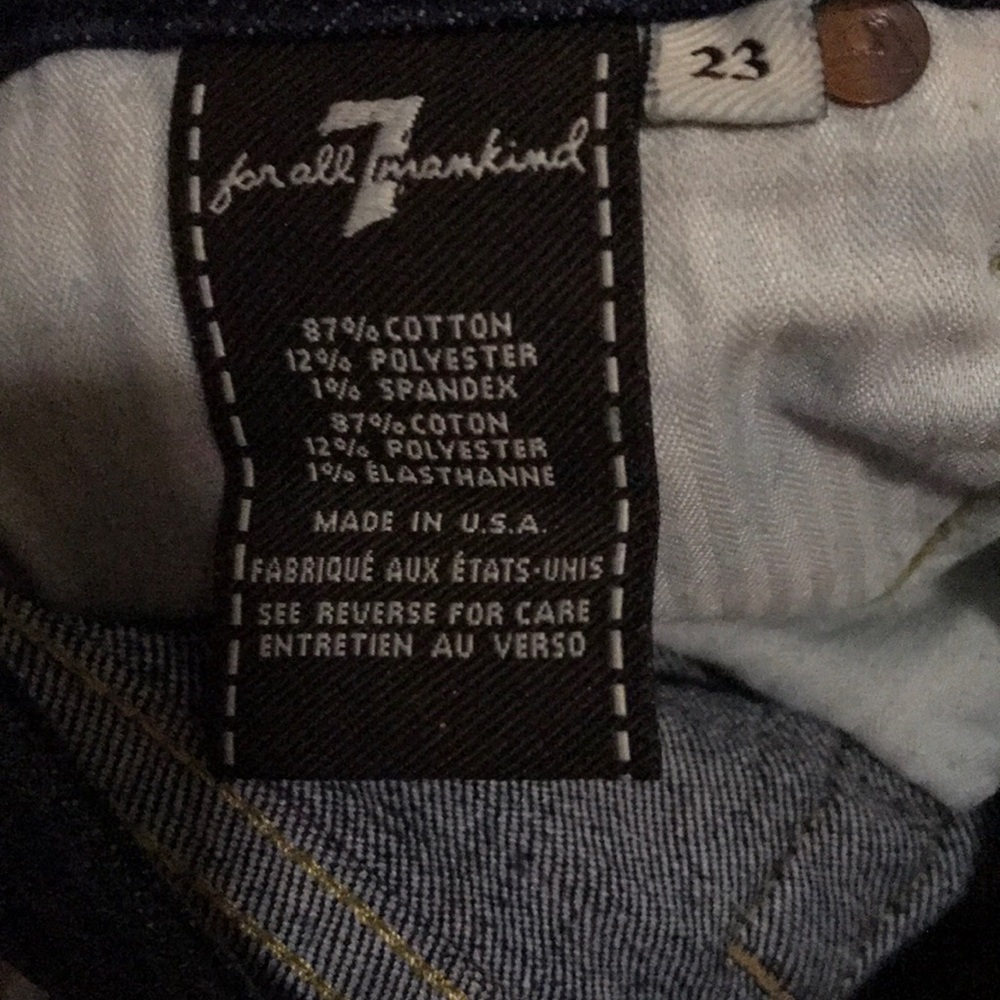 23
for all 7 mankind
87% COTTON
12% POLYESTER
1% SPANDEX
87% COTON
12% POLYESTER
1% ÉLASTHANNE
MADE IN U.S.A.
FABRIQUÉ AUX ÉTATS-UNIS
SEE REVERSE FOR CARE
ENTRETIEN AU VERSO